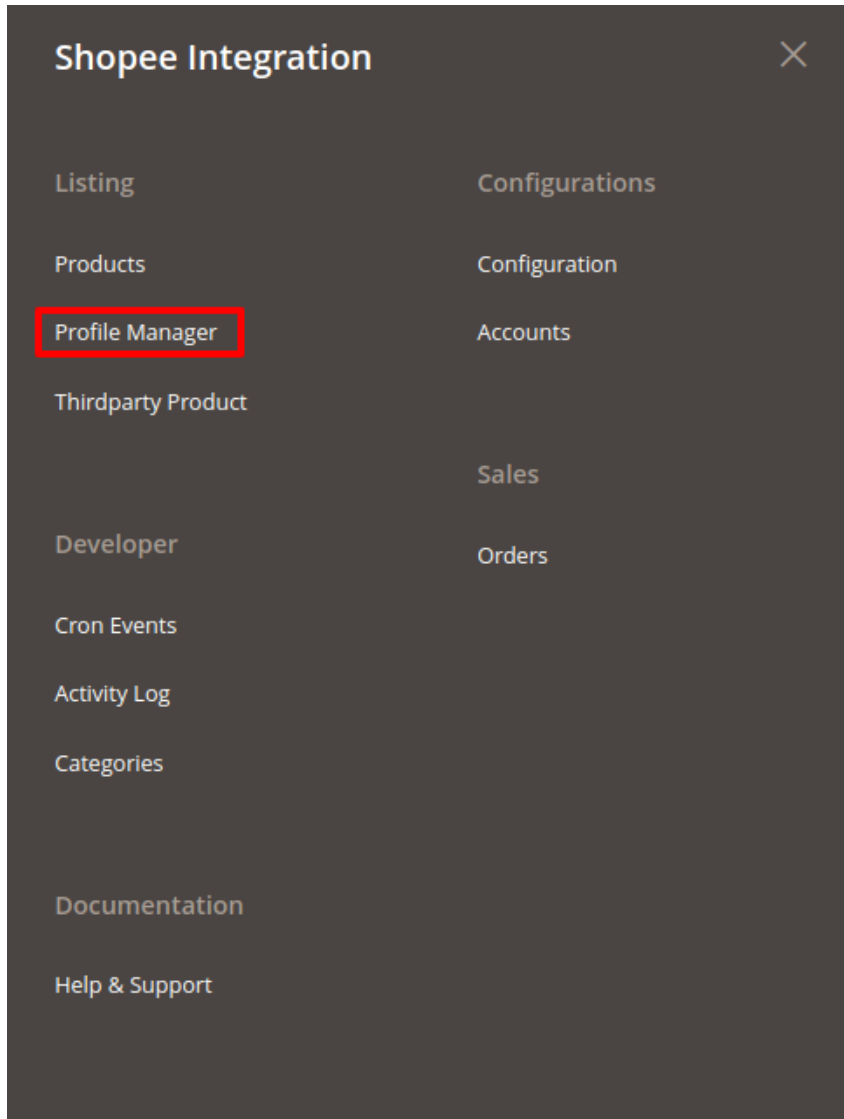 Shopee Integration
Listing
Products
Profile Manager
Thirdparty Product
Developer
Cron Events
Activity Log
Categories
Documentation
Help & Support
Configurations
Configuration
Accounts
Sales
Orders